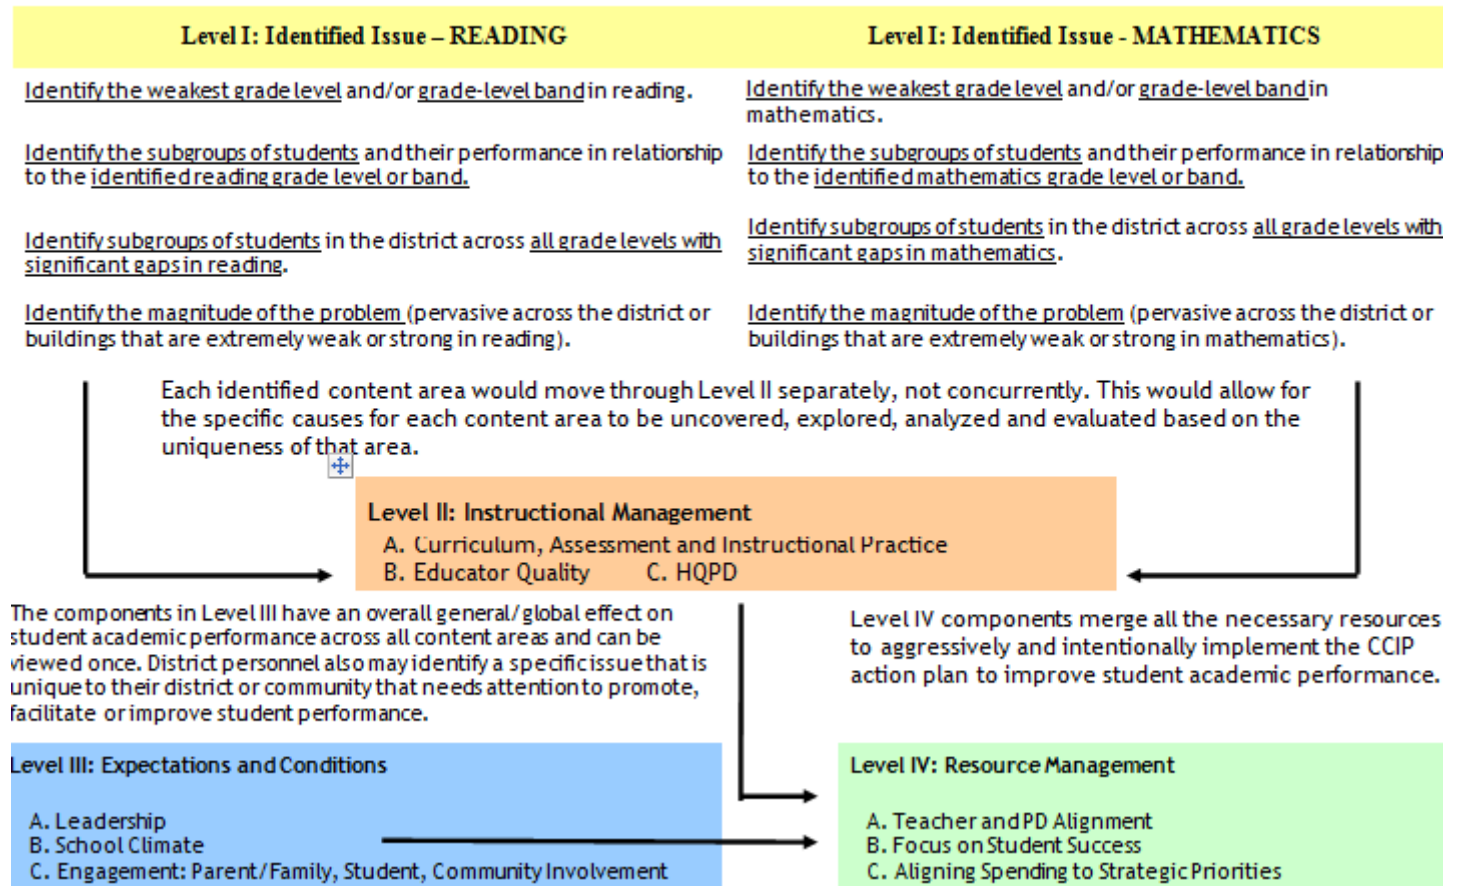 Level I: Identified Issue – READING
Identify the weakest grade level and/or grade-level band in reading.
Identify the subgroups of students and their performance in relationship
to the identified reading grade level or band.
Identify subgroups of students in the district across all grade levels with
significant gaps in reading.
Identify the magnitude of the problem (pervasive across the district or
buildings that are extremely weak or strong in reading).
Level I: Identified Issue - MATHEMATICS
Identify the weakest grade level and/or grade-level band in
mathematics.
Identify the subgroups of students and their performance in relationship
to the identified mathematics grade level or band.
Identify subgroups of students in the district across all grade levels with
significant gaps in mathematics.
Identify the magnitude of the problem (pervasive across the district or
buildings that are extremely weak or strong in mathematics).
Each identified content area would move through Level II separately, not concurrently. This would allow for
the specific causes for each content area to be uncovered, explored, analyzed and evaluated based on the
uniqueness of that area.
Level II: Instructional Management
A. Curriculum, Assessment and Instructional Practice
B. Educator Quality C. HQPD
The components in Level III have an overall general/global effect on
student academic performance across all content areas and can be
viewed once. District personnel also may identify a specific issue that is
unique to their district or community that needs attention to promote,
facilitate or improve student performance.
Level IV components merge all the necessary resources
to aggressively and intentionally implement the CCIP
action plan to improve student academic performance.
Level III: Expectations and Conditions
A. Leadership
B. School Climate
C. Engagement: Parent/Family, Student, Community Involvement
Level IV: Resource Management
A. Teacher and PD Alignment
B. Focus on Student Success
C. Aligning Spending to Strategic Priorities